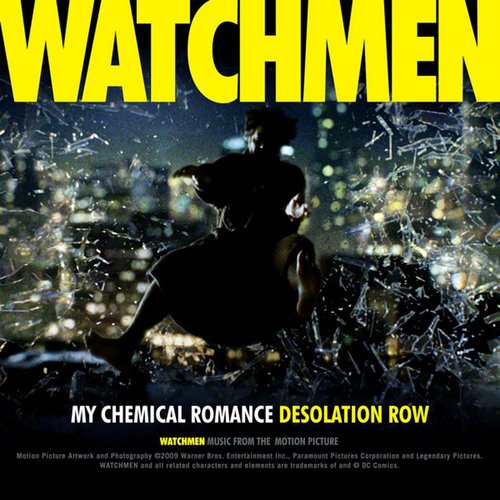 WATCHMEN
MY CHEMICAL ROMANCE DESOLATION ROW
WATCHMEN MUSIC FROM THE MOTION PICTURE
Motion Picture Artwork and Photography ©2009 Warner Bros. Entertainment Inc., Paramount Pictures Corporation and Legendary Pictures.
WATCHMEN and all related characters and elements are trademarks of and © DC Comics.